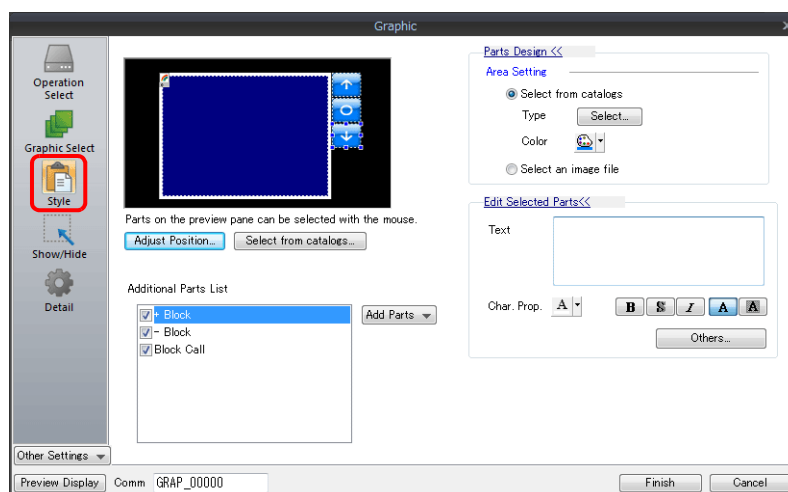 Graphic
Operation
Select
Graphic Select
Style
Show/Hide
Detail
Other Settings
Parts on the preview pane can be selected with the mouse.
Adjust Position...
Select from catalogs...
Additional Parts List
+ Block
- Block
Block Call
Add Parts
Parts Design <<
Area Setting
Select from catalogs
Type
Select...
Color
Select an image file
Edit Selected Parts<<
Text
Char. Prop.
A
B S I A A
Others...
Preview Display
Comm
GRAP_00000
Finish
Cancel